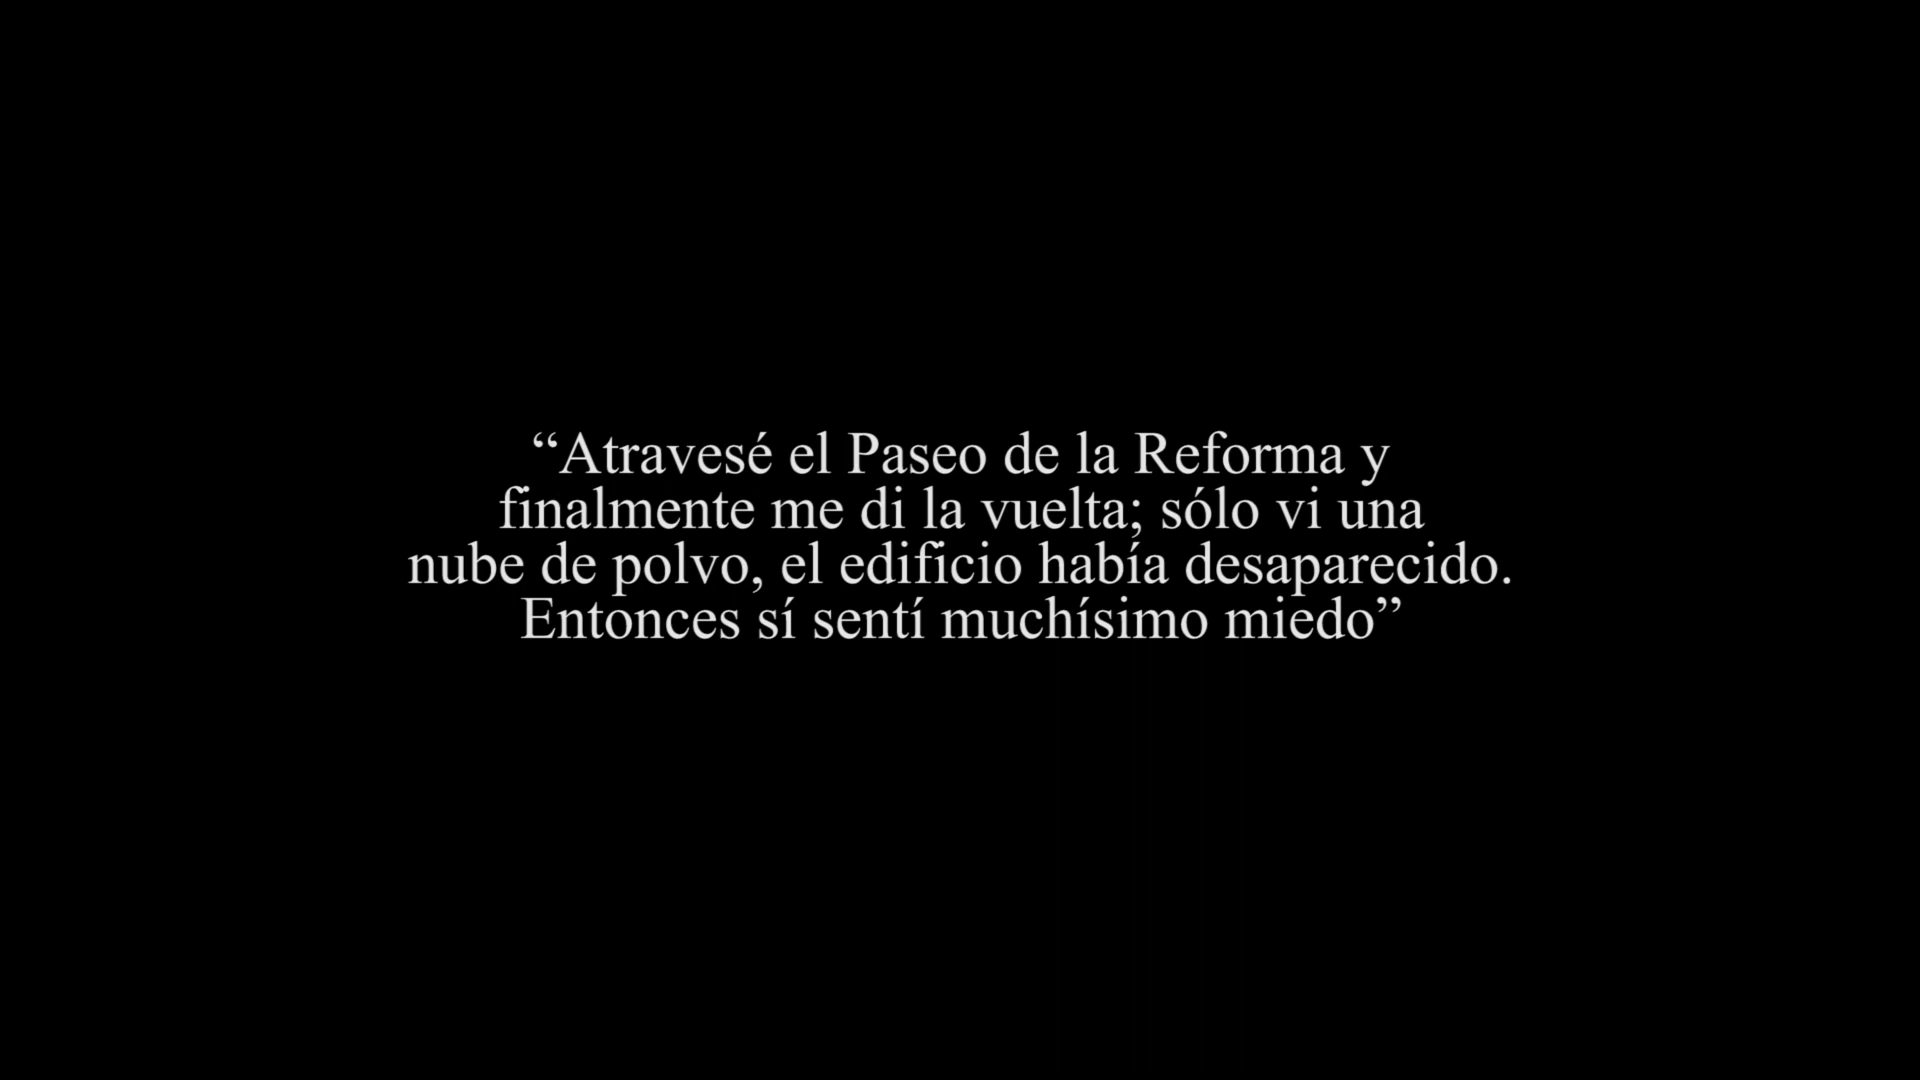 “Atravesé el Paseo de la Reforma y
finalmente me di la vuelta; sólo vi una
nube de polvo, el edificio había desaparecido.
Entonces sí sentí muchísimo miedo”